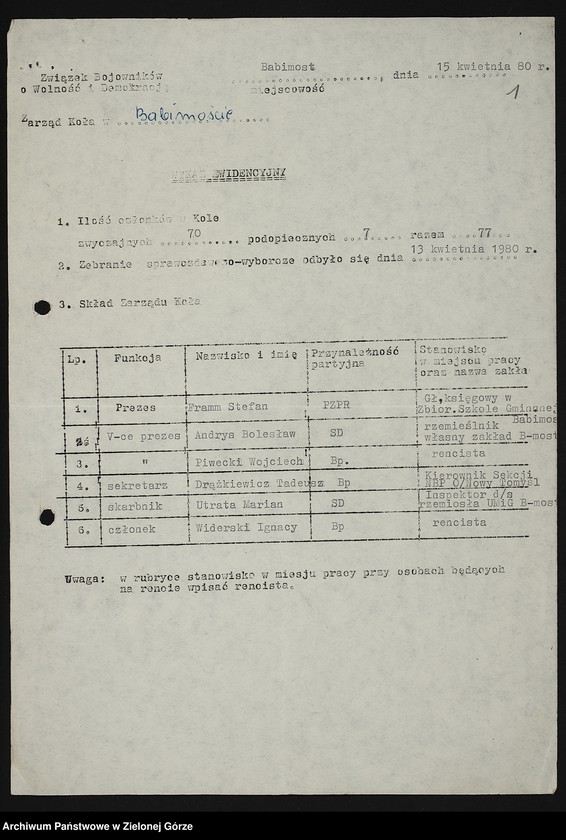 Babimost
15 kwietnia 80 r.
Związek Bojowników
dnia
o Wolność i Demokrację
miejscowość
1
Zarząd Koła w Babimoście
WYKAZ EWIDENCYJNY
1. Ilość członków w Kole
zwyczajnych 70 podopiecznych 7 razem 77
13 kwietnia 1980 r.
2. Zebranie sprawozdawczo-wyborcze odbyło się dnia
3. Skład Zarządu Koła
Lp. Funkcja Nazwisko i imię Przynależność partyjna Stanowisko w miejscu pracy oraz nazwa zakła
1. Prezes Framm Stefan PZPR Gł.księgowy w Zbior.Szkole Gminnej Babimos
V-ce prezes Andrys Bolesław SD rzemieślnik własny zakład B-most
3. " Piwecki Wojciech Bp. rencista
4. sekretarz Drążkiewicz Tadeusz Bp Kierownik Sekcji NBP O/Nowy Tomyśl
5. skarbnik Utrata Marian SD Inspektor d/s rzemiosła UMiG B-most
6. członek Widerski Ignacy Bp rencista
Uwaga: w rubryce stanowisko w miesju pracy przy osobach będących
na rencie wpisać rencista.
Archiwum Państwowe w Zielonej Górze